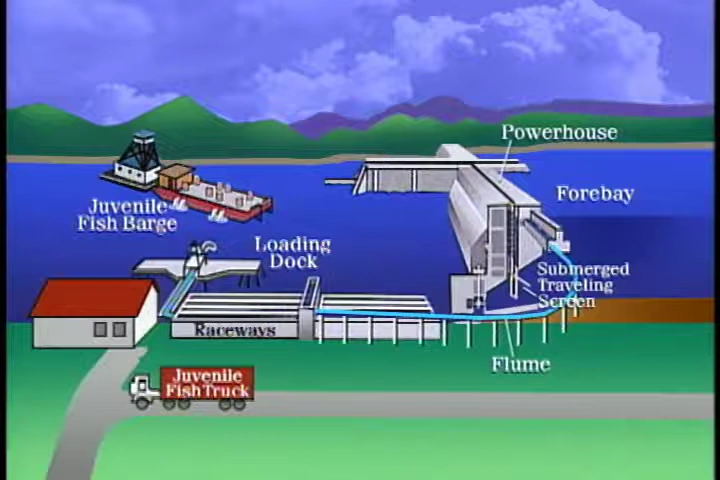 Powerhouse
Forebay
Juvenile
Fish Barge
Loading
Dock
Submerged
Traveling
Screen
Raceways
Flume
Juvenile
Fish Truck